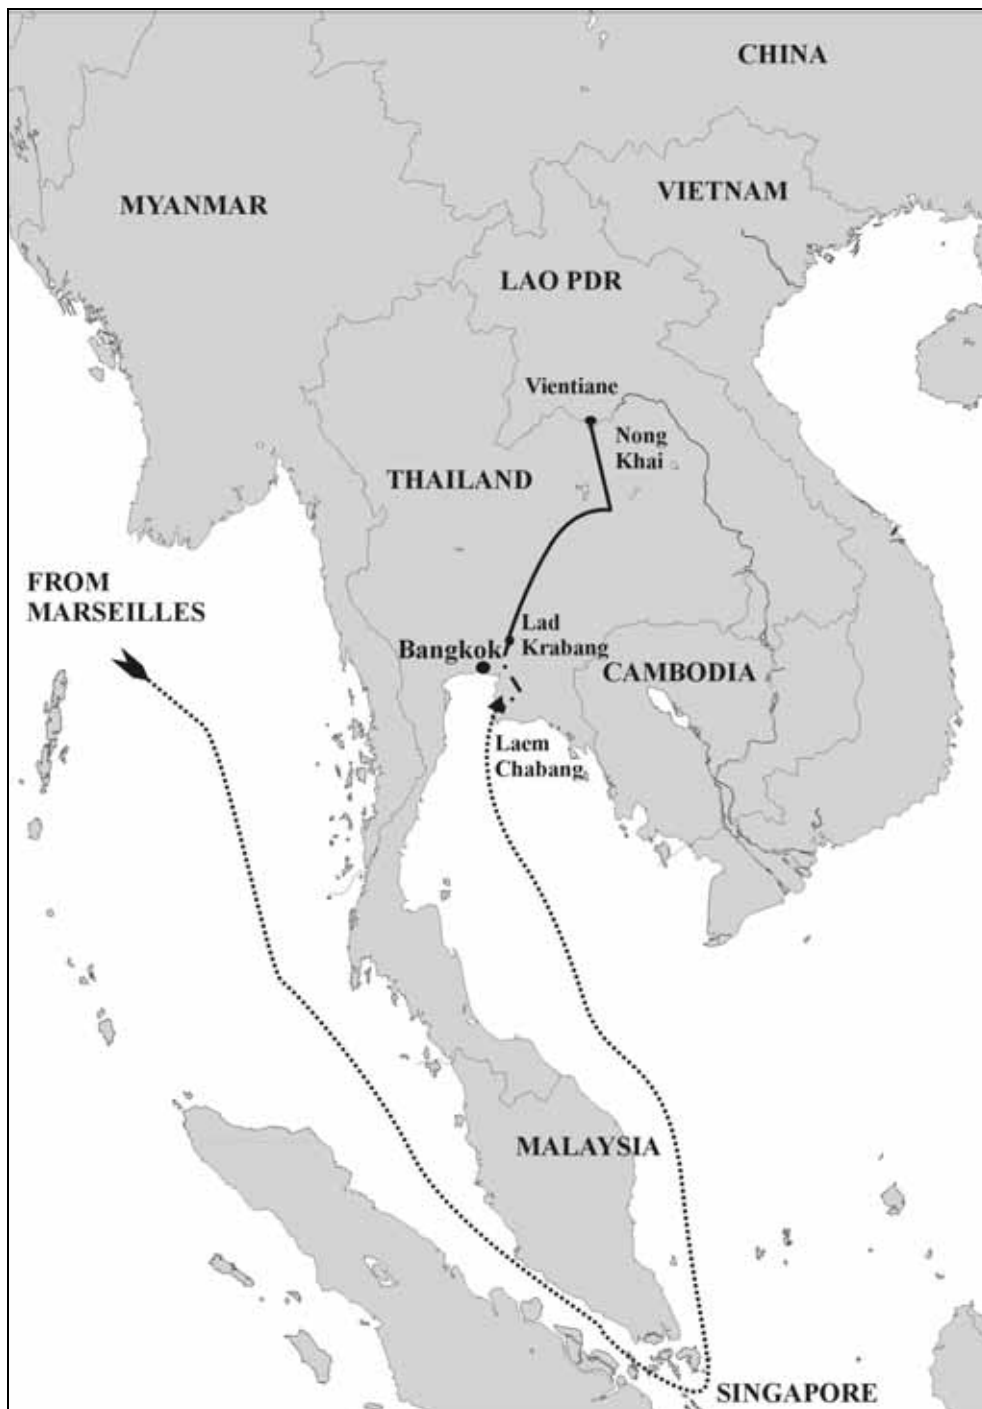 CHINA
VIETNAM
MYANMAR
LAO PDR
Vientiane
Nong
Khai
THAILAND
FROM
MARSEILLES
Lad
Krabang
Bangkok
CAMBODIA
Laem
Chabang
MALAYSIA
SINGAPORE